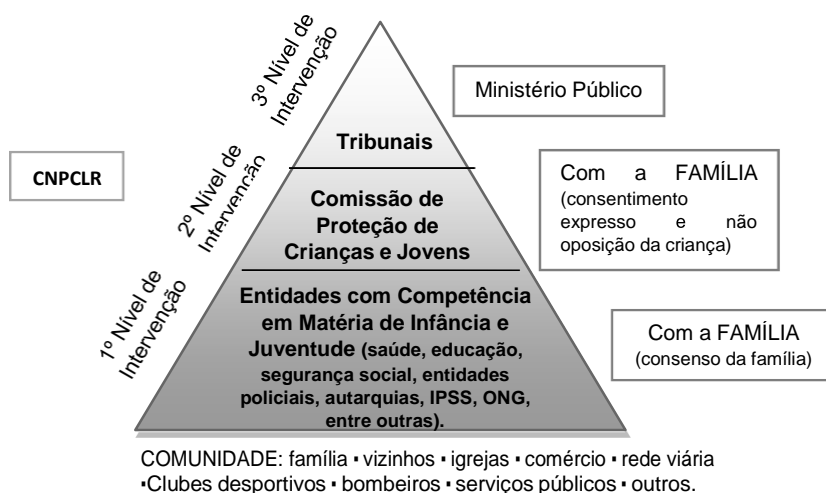 3º Nível de
Intervenção
Ministério Público
Tribunais
CNPCLR
2º Nível de
Intervenção
Comissão de
Proteção de
Crianças e Jovens
Com a FAMÍLIA
(consentimento
expresso e não
oposição da criança)
1º Nível de
Intervenção
Entidades com Competência
em Matéria de Infância e
Juventude (saúde, educação,
segurança social, entidades
policiais, autarquias, IPSS, ONG,
entre outras).
Com a FAMÍLIA
(consenso da família)
COMUNIDADE: família ▪ vizinhos ▪ igrejas ▪ comércio ▪ rede viária
▪Clubes desportivos ▪ bombeiros ▪ serviços públicos ▪ outros.